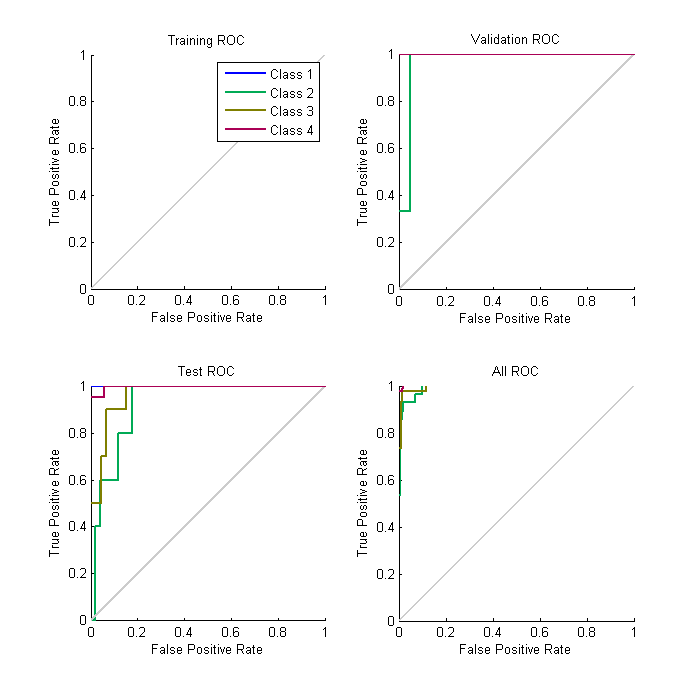 Training ROC
1
0.8
0.6
0.4
0.2
0
True Positive Rate
Class 1
Class 2
Class 3
Class 4
0 0.2 0.4 0.6 0.8 1
False Positive Rate
Validation ROC
1
0.8
0.6
0.4
0.2
0
True Positive Rate
0 0.2 0.4 0.6 0.8 1
False Positive Rate
Test ROC
1
0.8
0.6
0.4
0.2
0
True Positive Rate
0 0.2 0.4 0.6 0.8 1
False Positive Rate
All ROC
1
0.8
0.6
0.4
0.2
0
True Positive Rate
0 0.2 0.4 0.6 0.8 1
False Positive Rate